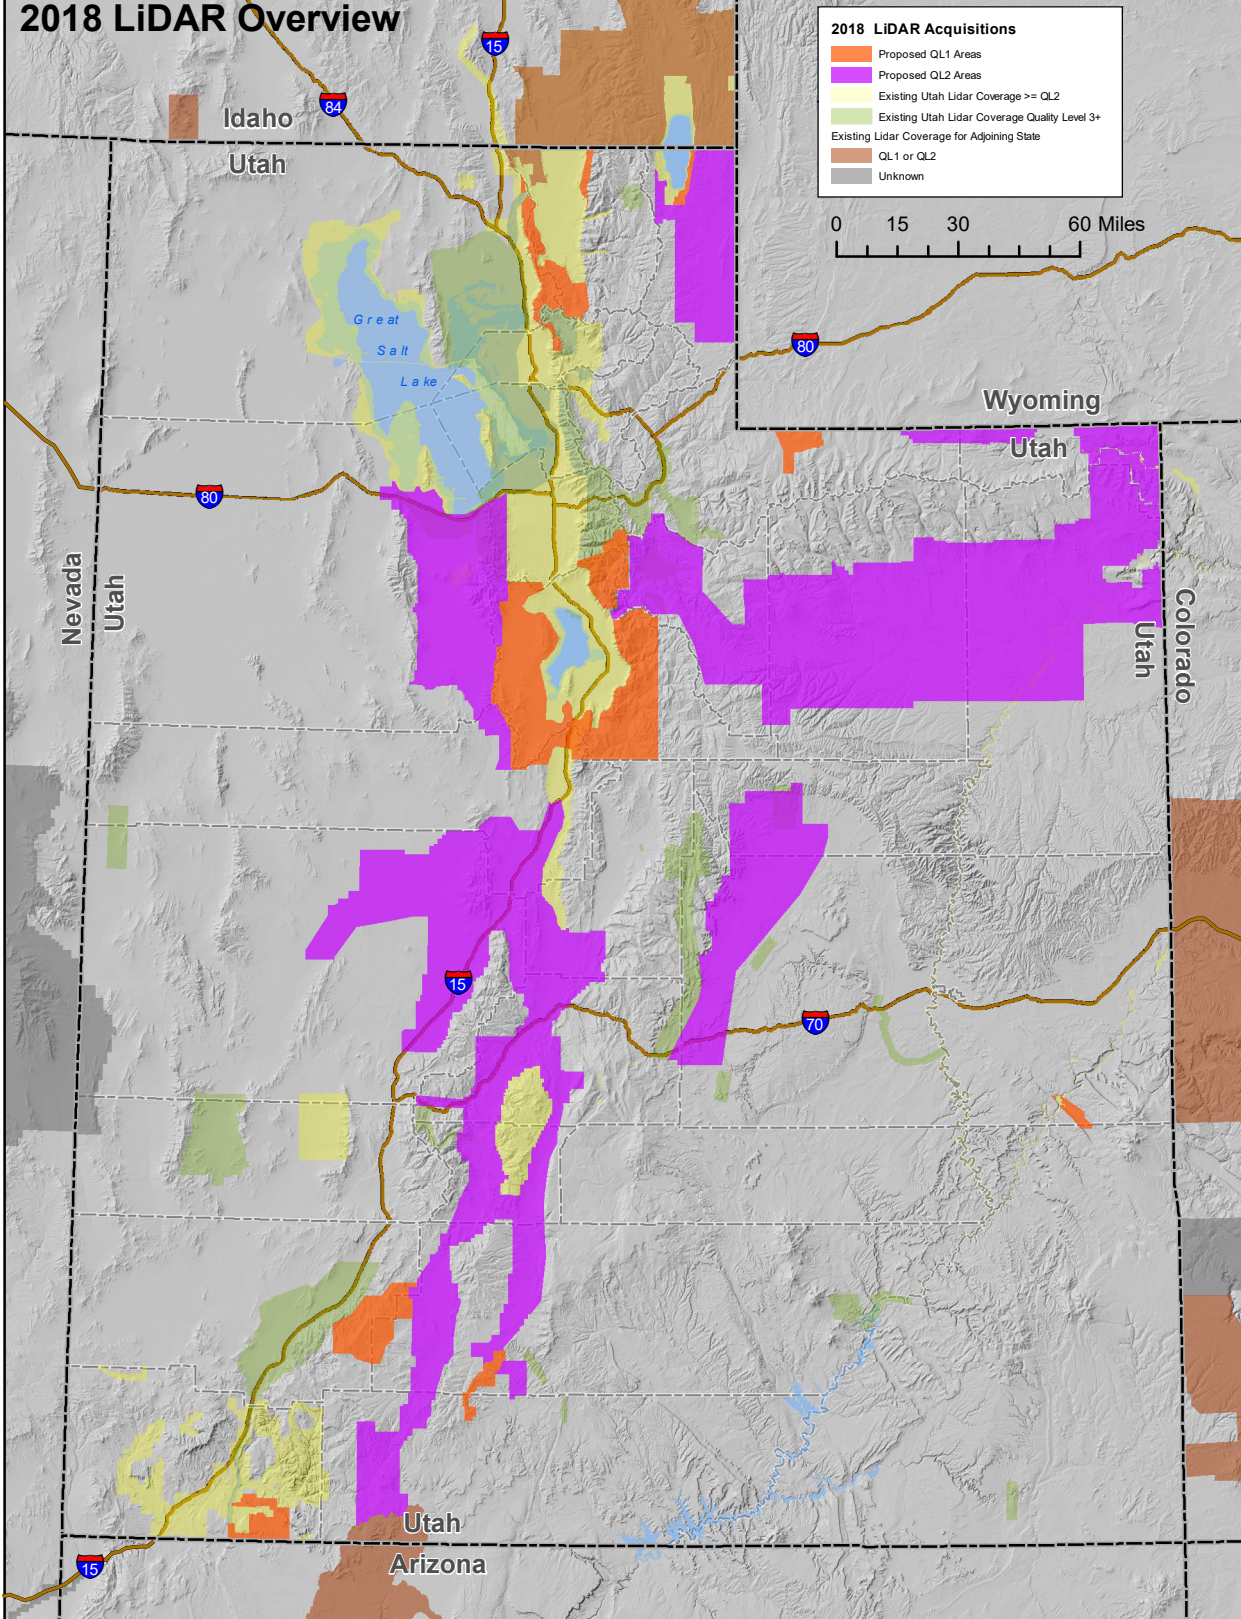 2018 LiDAR Overview
15
84
Idaho
Utah
2018 LiDAR Acquisitions
Proposed QL1 Areas
Proposed QL2 Areas
Existing Utah Lidar Coverage >= QL2
Existing Utah Lidar Coverage Quality Level 3+
Existing Lidar Coverage for Adjoining State
QL1 or QL2
Unknown
0 15 30 60 Miles
Great
Salt
Lake
80
Wyoming
Utah
80
Nevada
Utah
Colorado
Utah
15
70
Utah
Arizona
15